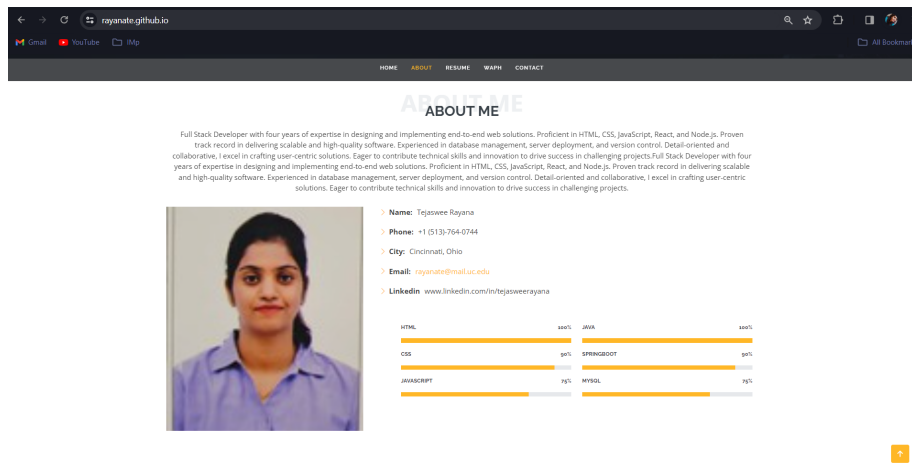 rayanate.github.io
Gmail YouTube IMp All Bookmark
HOME ABOUT RESUME WAPH CONTACT
ABOUT ME
ABOUT ME
Full Stack Developer with four years of expertise in designing and implementing end-to-end web solutions. Proficient in HTML, CSS, JavaScript, React, and Node.js. Proven
track record in delivering scalable and high-quality software. Experienced in database management, server deployment, and version control. Detail-oriented and
collaborative, I excel in crafting user-centric solutions. Eager to contribute technical skills and innovation to drive success in challenging projects.Full Stack Developer with four
years of expertise in designing and implementing end-to-end web solutions. Proficient in HTML, CSS, JavaScript, React, and Node.js. Proven track record in delivering scalable
and high-quality software. Experienced in database management, server deployment, and version control. Detail-oriented and collaborative, I excel in crafting user-centric
solutions. Eager to contribute technical skills and innovation to drive success in challenging projects.
Name: Tejaswee Rayana
Phone: +1 (513)-764-0744
City: Cincinnati, Ohio
Email: rayanate@mail.uc.edu
Linkedin www.linkedin.com/in/tejasweerayana
HTML 100% JAVA 100%
CSS 90% SPRINGBOOT 90%
JAVASCRIPT 75% MYSQL 75%